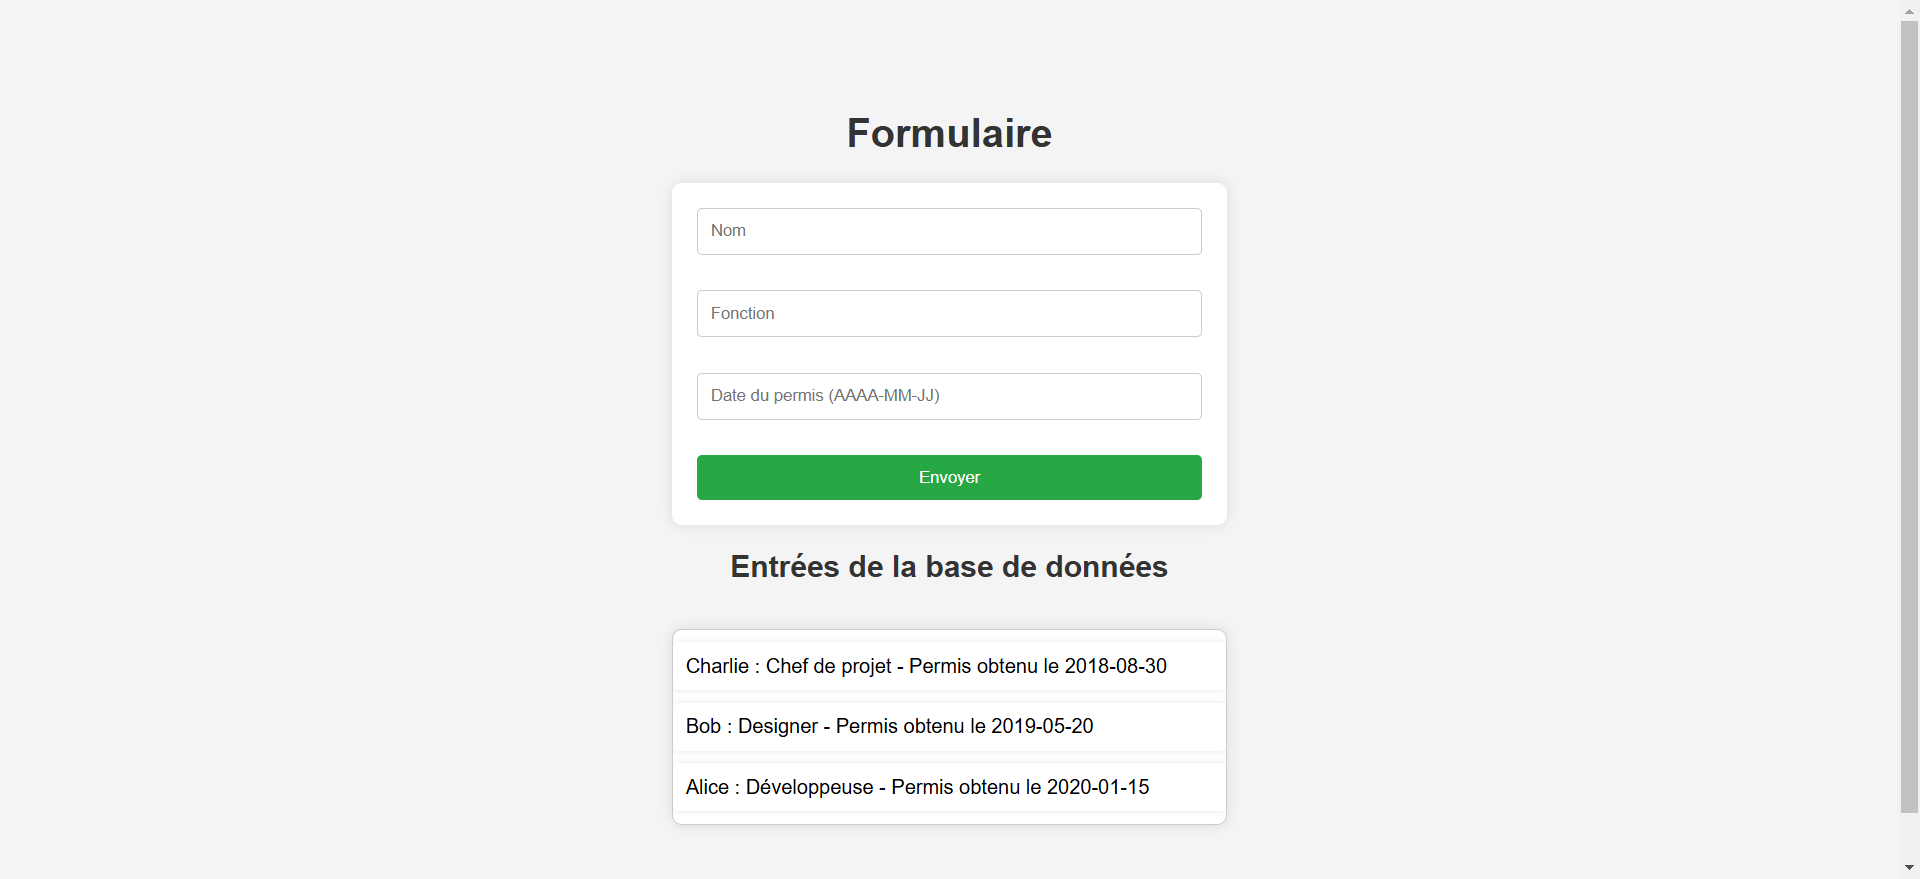 Formulaire
Nom
Fonction
Date du permis (AAAA-MM-JJ)
Envoyer
Entrées de la base de données
Charlie : Chef de projet - Permis obtenu le 2018-08-30
Bob : Designer - Permis obtenu le 2019-05-20
Alice : Développeuse - Permis obtenu le 2020-01-15